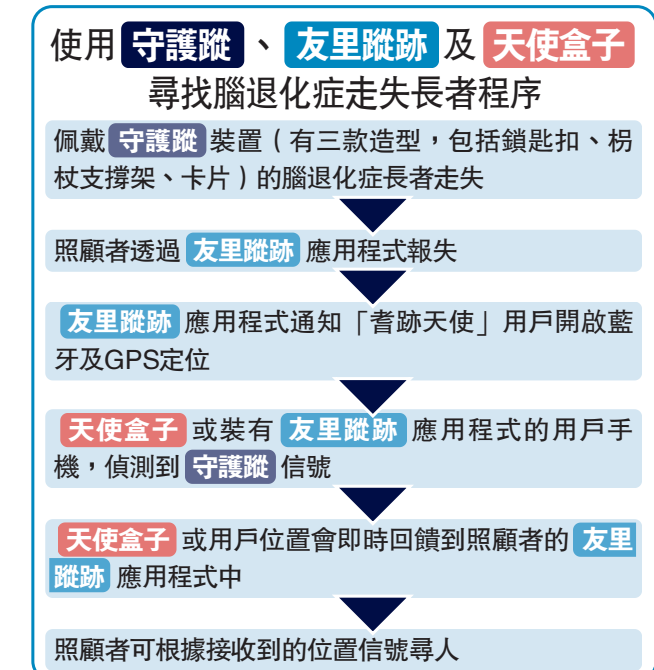 使用 守護蹤 、 友里蹤跡 及 天使盒子
尋找腦退化症走失長者程序
佩戴 守護蹤 裝置（有三款造型，包括鎖匙扣、柺
杖支撐架、卡片）的腦退化症長者走失
照顧者透過 友里蹤跡 應用程式報失
友里蹤跡 應用程式通知「耆跡天使」用戶開啟藍
牙及GPS定位
天使盒子 或裝有 友里蹤跡 應用程式的用戶手
機，偵測到 守護蹤 信號
天使盒子 或用戶位置會即時回饋到照顧者的 友里
蹤跡 應用程式中
照顧者可根據接收到的位置信號尋人